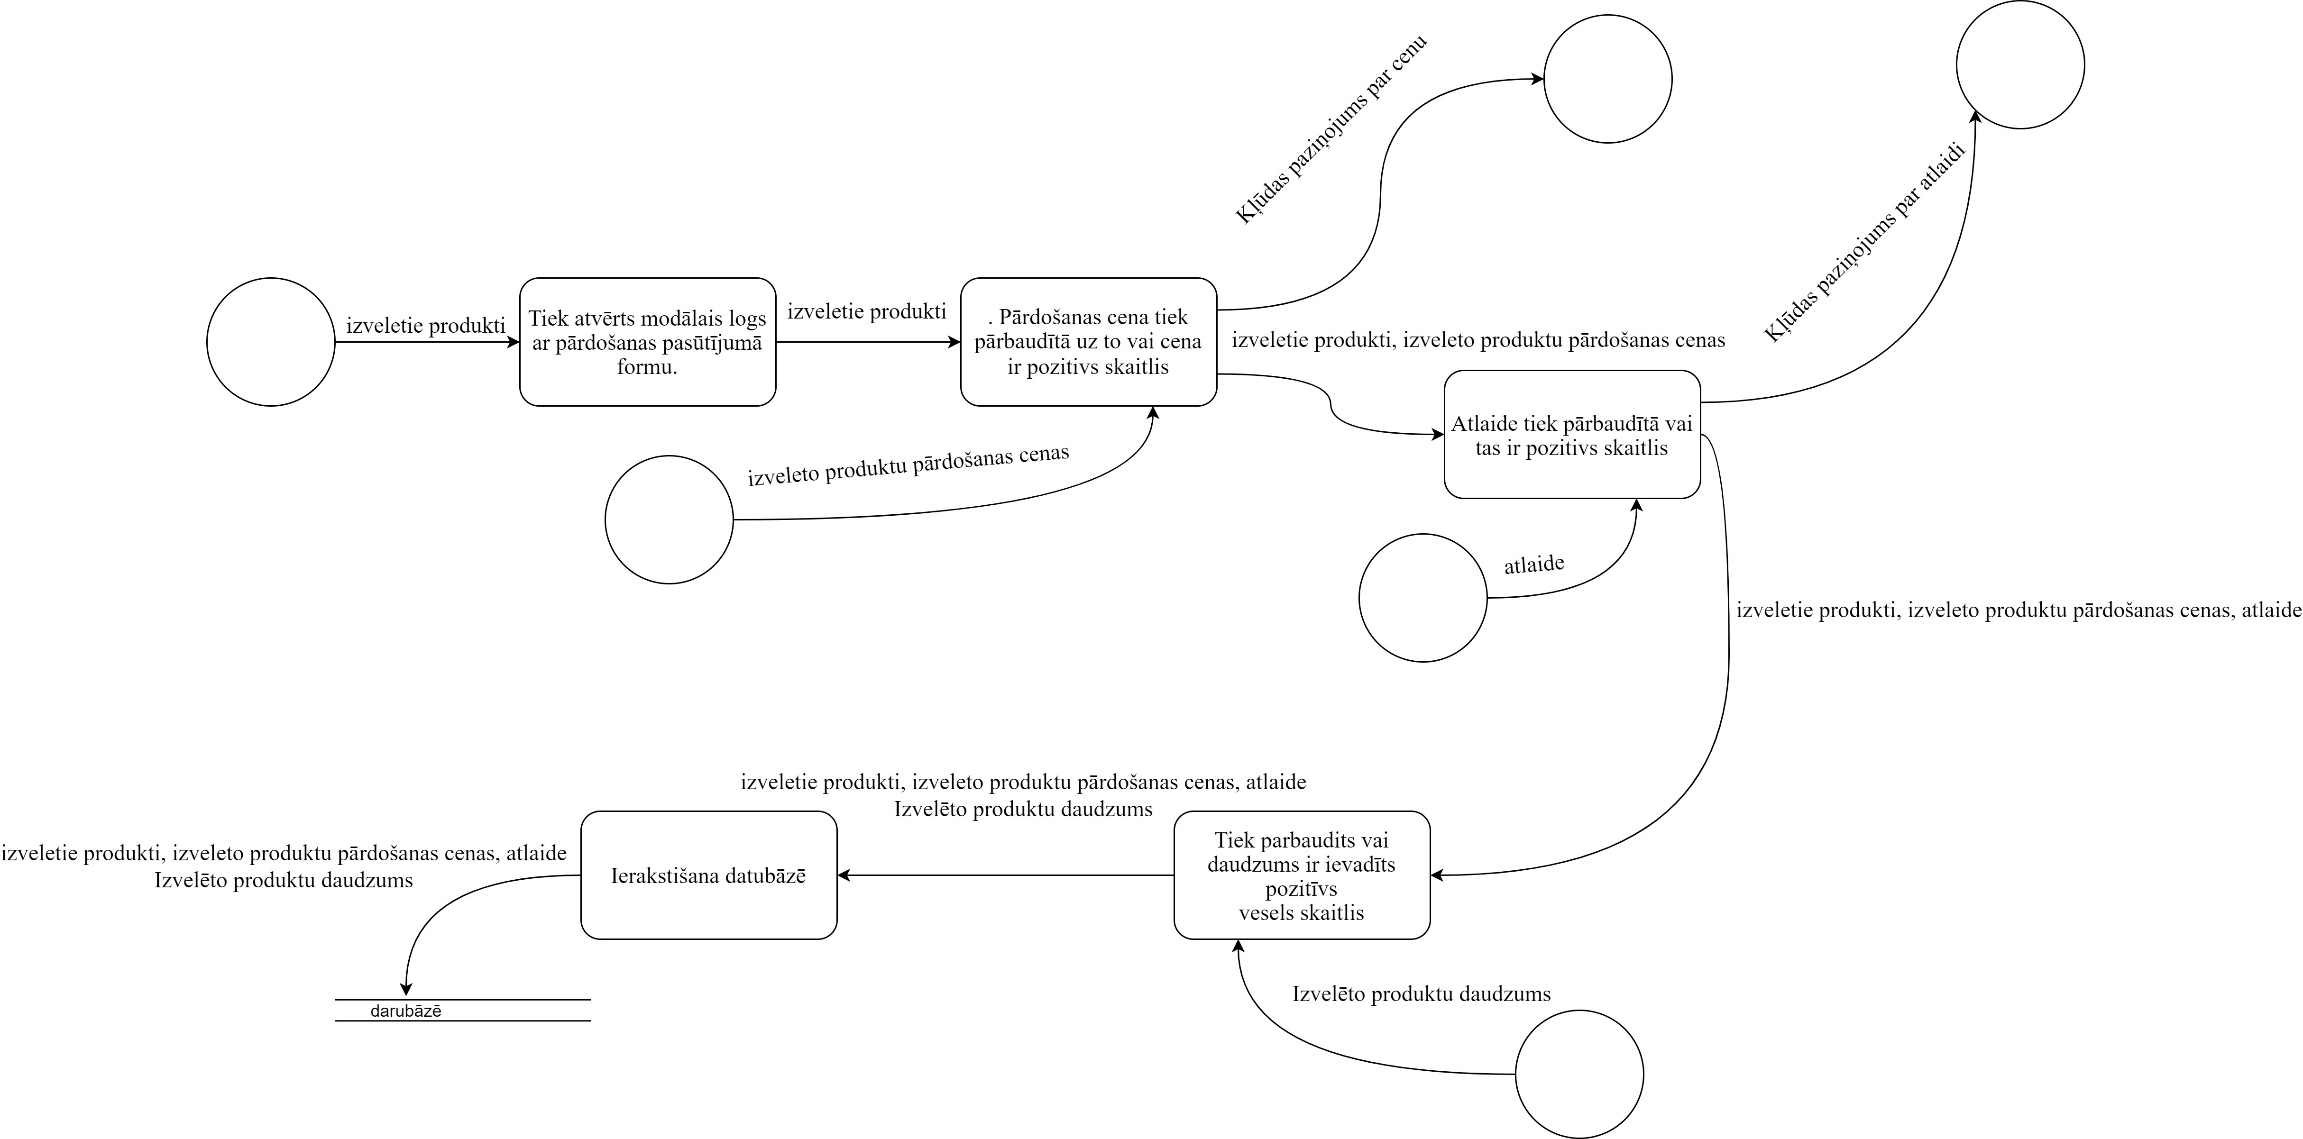 Kļūdas paziņojums par cenu
Kļūdas paziņojums par atlaidi
izveletie produkti
Tiek atvērts modālais logs
ar pārdošanas pasūtījumā
formu.
izveletie produkti
. Pārdošanas cena tiek
pārbaudītā uz to vai cena
ir pozitivs skaitlis
izveletie produkti, izveleto produktu pārdošanas cenas
Atlaide tiek pārbaudītā vai
tas ir pozitivs skaitlis
izveleto produktu pārdošanas cenas
atlaide
izveletie produkti, izveleto produktu pārdošanas cenas, atlaide
izveletie produkti, izveleto produktu pārdošanas cenas, atlaide
Izvelēto produktu daudzums
Tiek parbaudits vai
daudzums ir ievadīts
pozitīvs
vesels skaitlis
Ierakstišana datubāzē
izveletie produkti, izveleto produktu pārdošanas cenas, atlaide
Izvelēto produktu daudzums
Izvelēto produktu daudzums
darubāzē